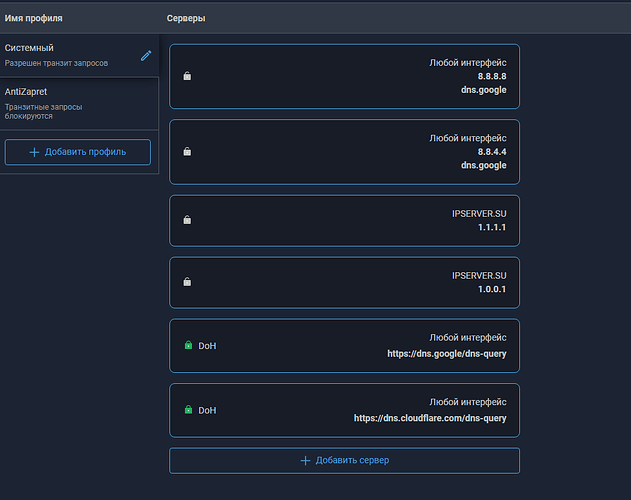 Имя профиля
Серверы
Системный
Разрешен транзит запросов
AntiZapret
Транзитные запросы
блокируются
Добавить профиль
Любой интерфейс
8.8.8.8
dns.google
Любой интерфейс
8.8.4.4
dns.google
IPSERVER.SU
1.1.1.1
IPSERVER.SU
1.0.0.1
DoH
Любой интерфейс
https://dns.google/dns-query
DoH
Любой интерфейс
https://dns.cloudflare.com/dns-query
Добавить сервер